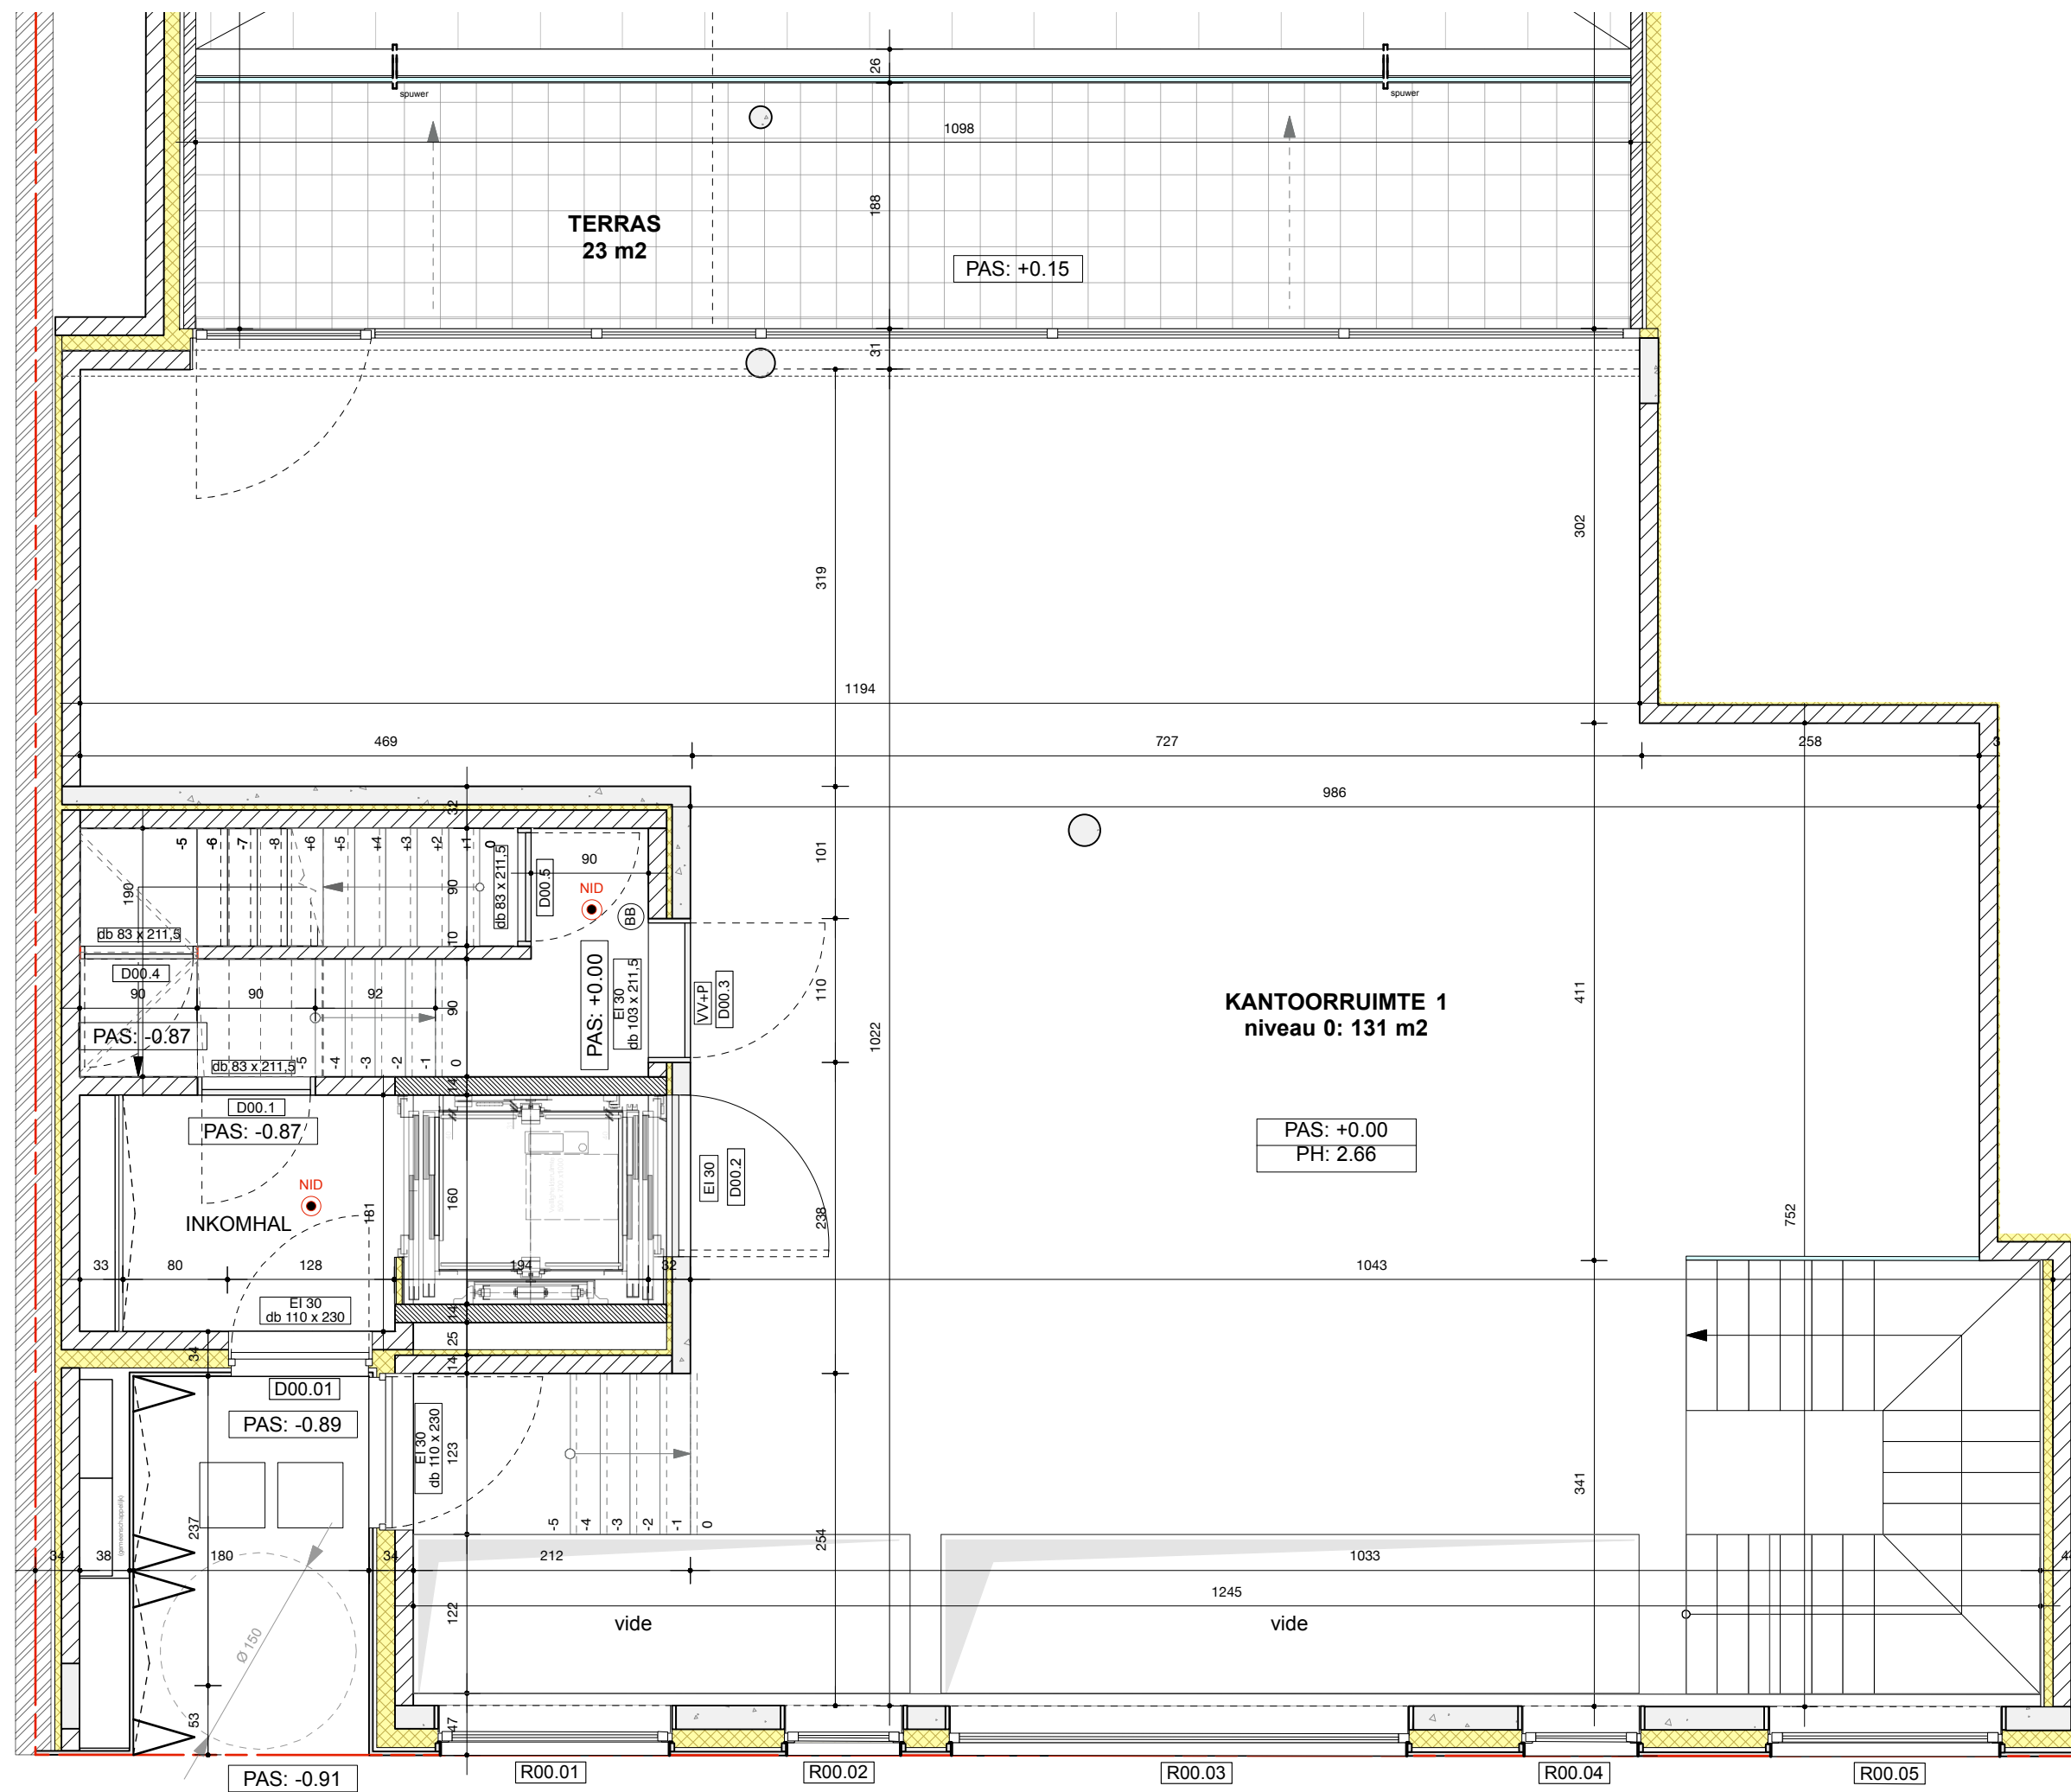 26
spuwer
spuwer
1098
188
TERRAS
23 m2
PAS: +0.15
31
302
319
1194
469
727
258
3
986
32
-5
-6
-7
-8
+6
+5
+4
+3
+2
+1
0
90
101
190
90
db 83 x 211,5
D00.5
NID
BB
db 83 x 211,5
10
D00.4
PAS: +0.00
EI 30
db 103 x 211,5
VV+P
D00.3
110
411
KANTOORRUIMTE 1
niveau 0: 131 m2
90
90
92
90
1022
PAS: -0.87
db 83 x 211,5
-5
-4
-3
-2
-1
0
14
D00.1
PAS: -0.87
PAS: +0.00
PH: 2.66
EI 30
D00.2
NID
INKOMHAL
181
160
238
752
33
80
128
194
32
1043
EI 30
db 110 x 230
14
34
25
14
D00.01
PAS: -0.89
EI 30
db 110 x 230
123
(gemeenschappelijk)
237
341
-5
-4
-3
-2
-1
0
254
34
38
180
34
212
1033
1245
122
vide
vide
Ø 150
53
47
R00.01
R00.02
R00.03
R00.04
R00.05
PAS: -0.91